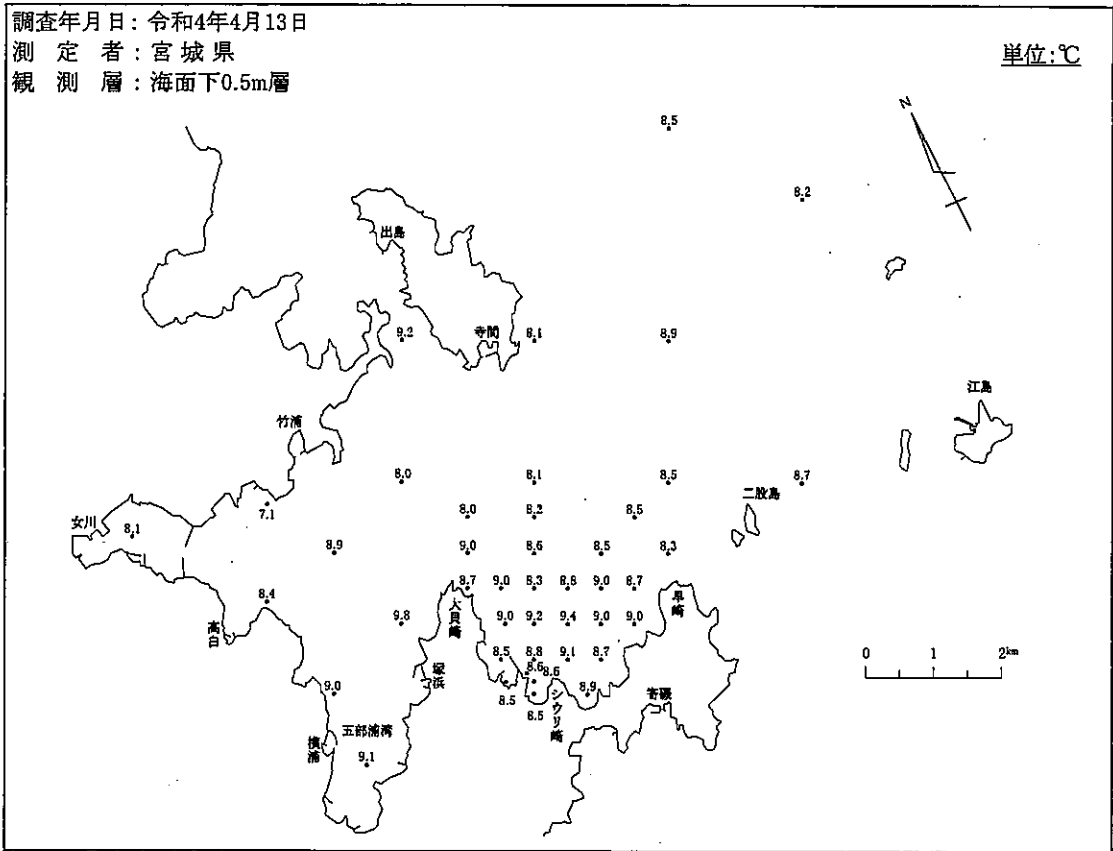 調査年月日：令和4年4月13日
測 定 者：宮 城 県
観 測 層：海面下0.5m層
単位：℃
N
8.5
8.2
出島
9.2
寺間
8.1
8.9
江島
竹浦
8.0
8.1
8.5
8.7
二股島
女川
8.1
7.1
8.0
8.2
8.5
8.9
9.0
8.6
8.5
8.3
8.4
8.7
9.0
8.3
8.8
9.0
8.7
高白
9.8
大貝崎
9.0
9.2
9.4
9.0
9.0
早崎
塚浜
8.5
8.8
9.1
8.7
8.6
8.6
0 1 2km
9.0
8.5
8.5
シウリ崎
8.9
寄磯
五部浦湾
横浦
9.1